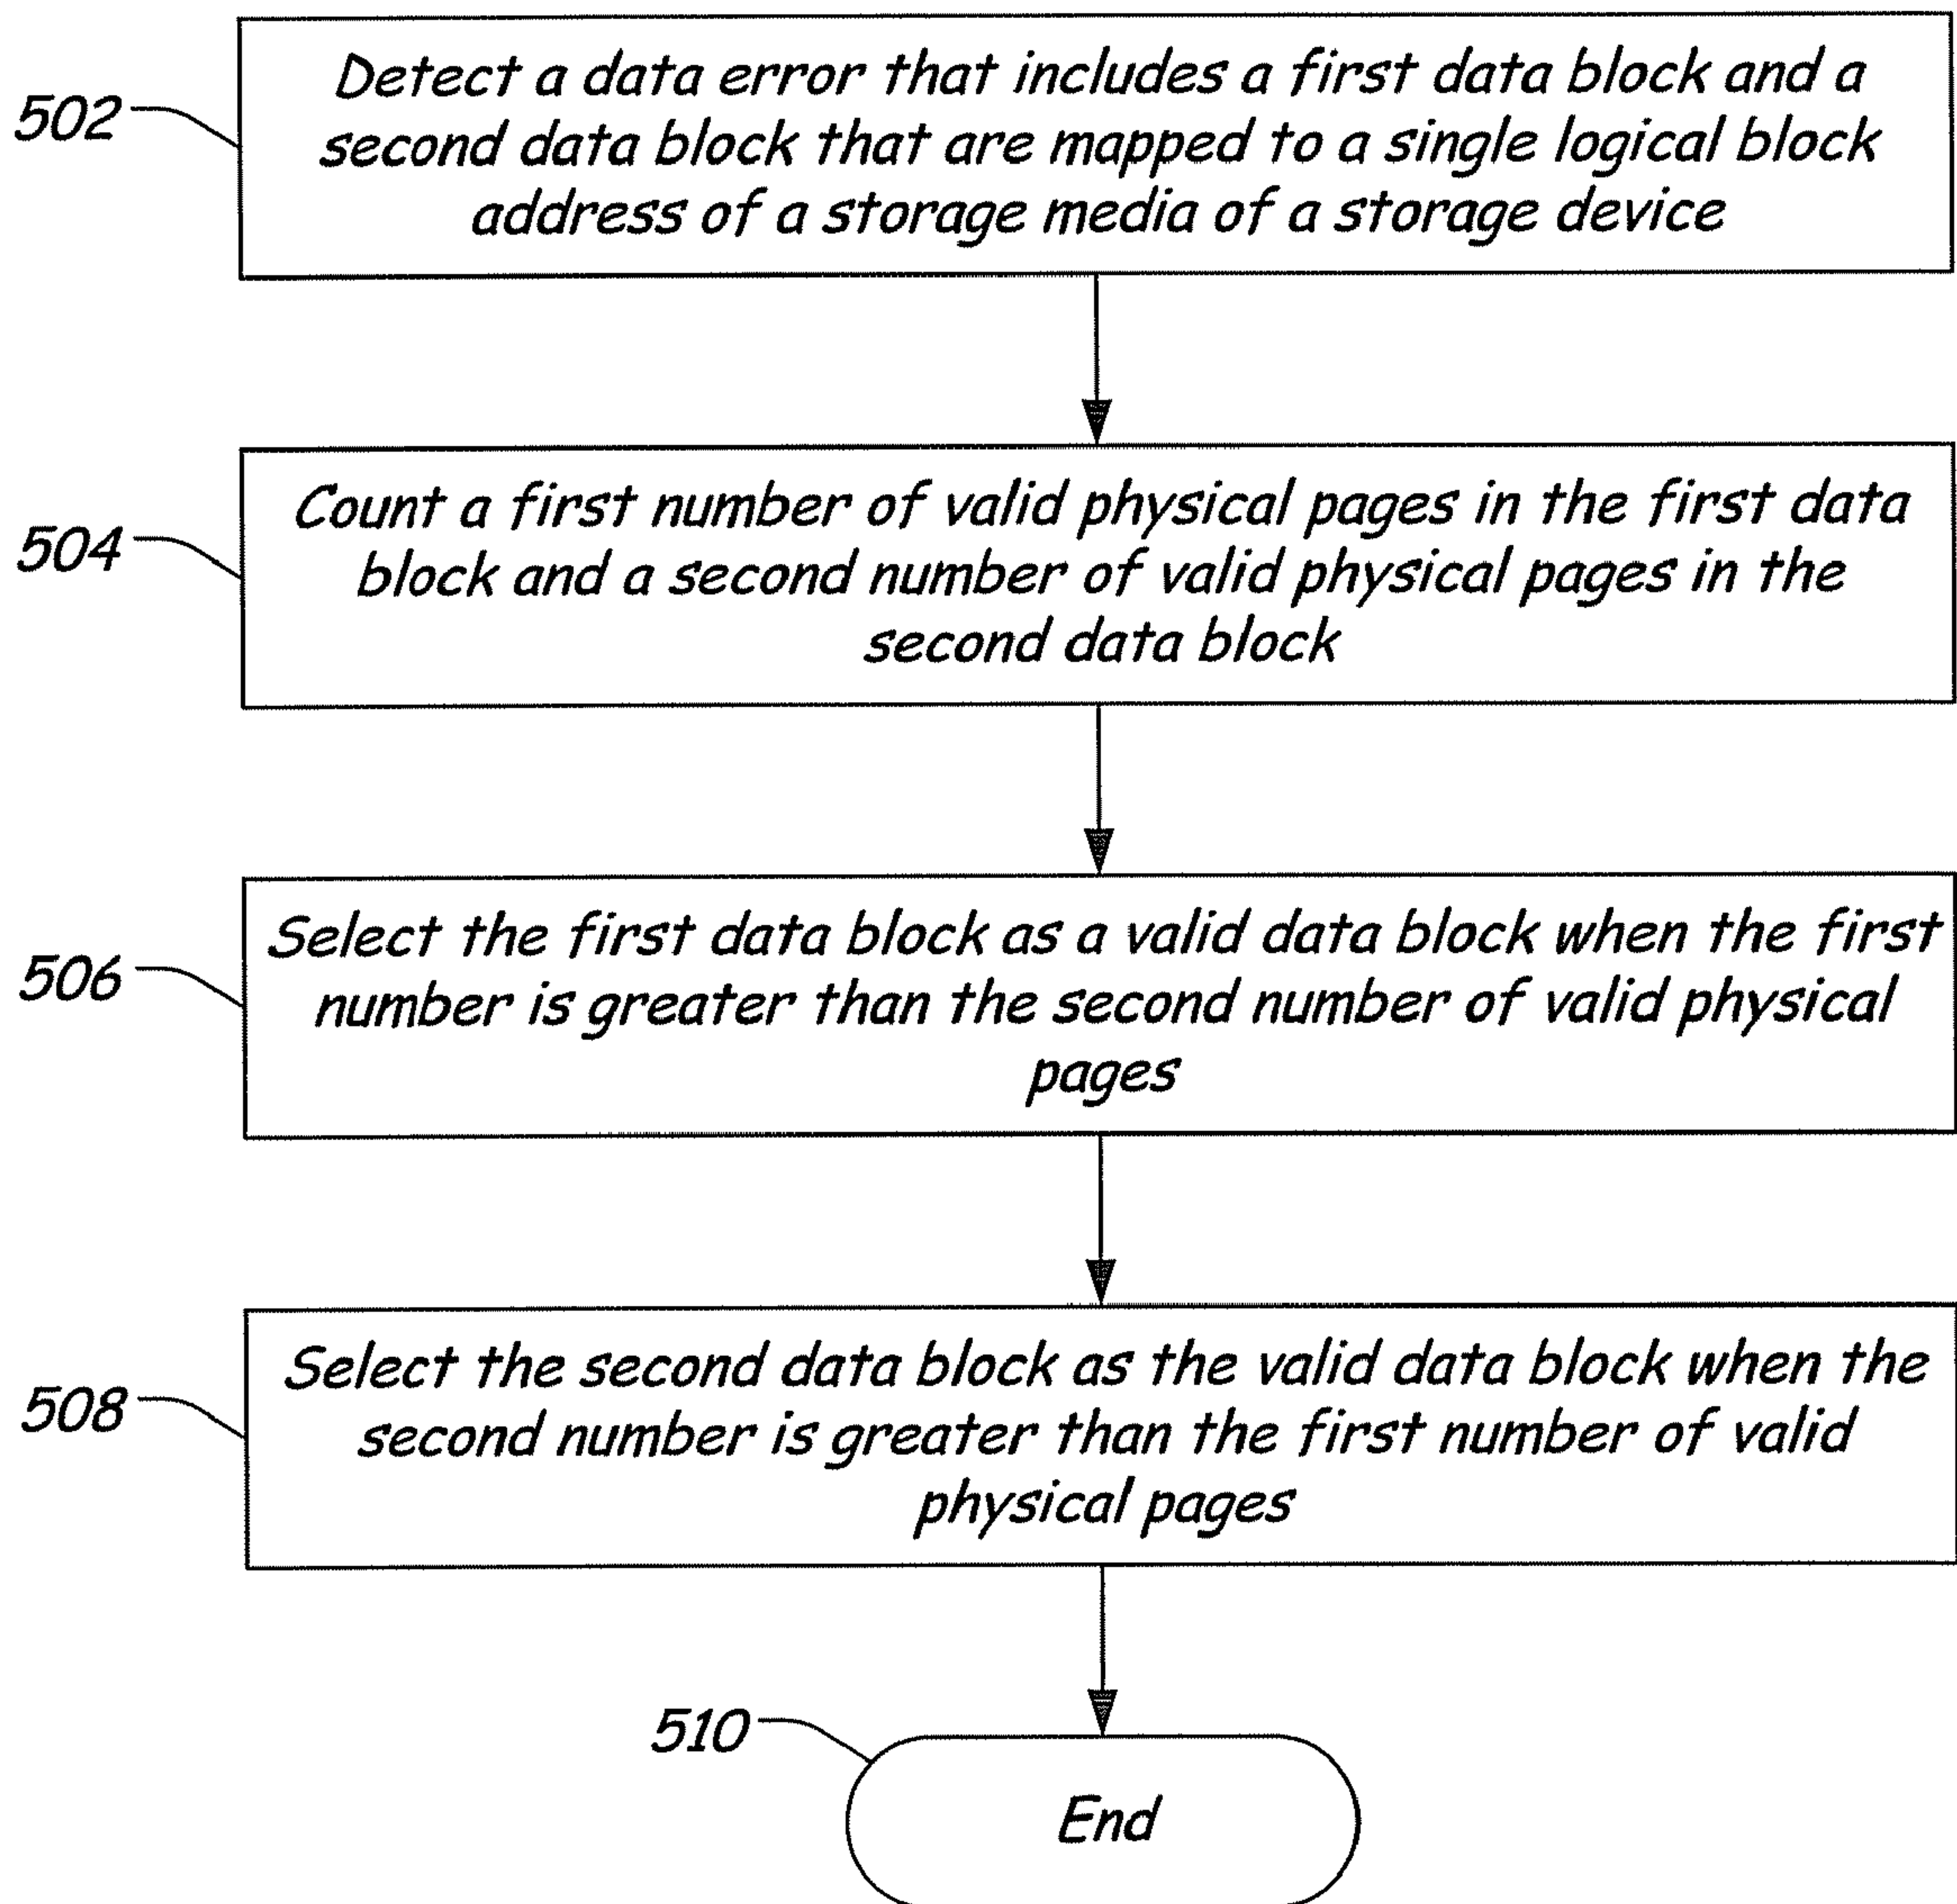 502
Detect a data error that includes a first data block and a
second data block that are mapped to a single logical block
address of a storage media of a storage device
504
Count a first number of valid physical pages in the first data
block and a second number of valid physical pages in the
second data block
506
Select the first data block as a valid data block when the first
number is greater than the second number of valid physical
pages
508
Select the second data block as the valid data block when the
second number is greater than the first number of valid
physical pages
510
End